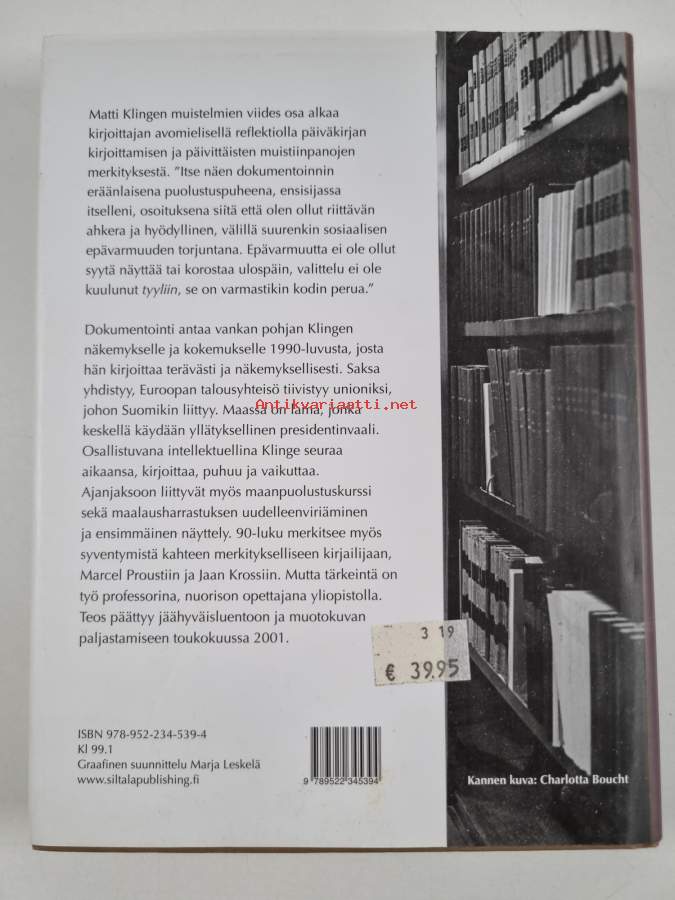 Matti Klingen muistelmien viides osa alkaa
kirjoittajan avomielisellä reflektiolla päiväkirjan
kirjoittamisen ja päivittäisten muistiinpanojen
merkityksestä. ”Itse näen dokumentoinnin
eräänlaisena puolustuspuheena, ensisijassa
itselleni, osoituksena siitä että olen ollut riittävän
ahkera ja hyödyllinen, välillä suurenkin sosiaalisen
epävarmuuden torjuntana. Epävarmuutta ei ole ollut
syytä näyttää tai korostaa ulospäin, valittelu ei ole
kuulunut tyyliin, se on varmastikin kodin perua.”
Dokumentointi antaa vankan pohjan Klingen
näkemykselle ja kokemukselle 1990-luvusta, josta
hän kirjoittaa terävästi ja näkemyksellisesti. Saksa
yhdistyy, Euroopan talousyhteisö tiivistyy unioniksi,
johon Suomikin liittyy. Maassa on lama, jonka
keskellä käydään yllätyksellinen presidentinvaali.
Osallistuvana intellektuellina Klinge seuraa
aikaansa, kirjoittaa, puhuu ja vaikuttaa.
Ajanjaksoon liittyvät myös maanpuolustuskurssi
sekä maalausharrastuksen uudelleenviriäminen
ja ensimmäinen näyttely. 90-luku merkitsee myös
syventymistä kahteen merkitykselliseen kirjailijaan,
Marcel Proustiin ja Jaan Krossiin. Mutta tärkeintä on
työ professorina, nuorison opettajana yliopistolla.
Teos päättyy jäähyväisluentoon ja muotokuvan
paljastamiseen toukokuussa 2001.
Antikvariaatti.net
3 19
€ 39.95
ISBN 978-952-234-539-4
Kl 99.1
Graafinen suunnittelu Marja Leskelä
www.siltalapublishing.fi
9 789522 345394
Kannen kuva: Charlotta Boucht